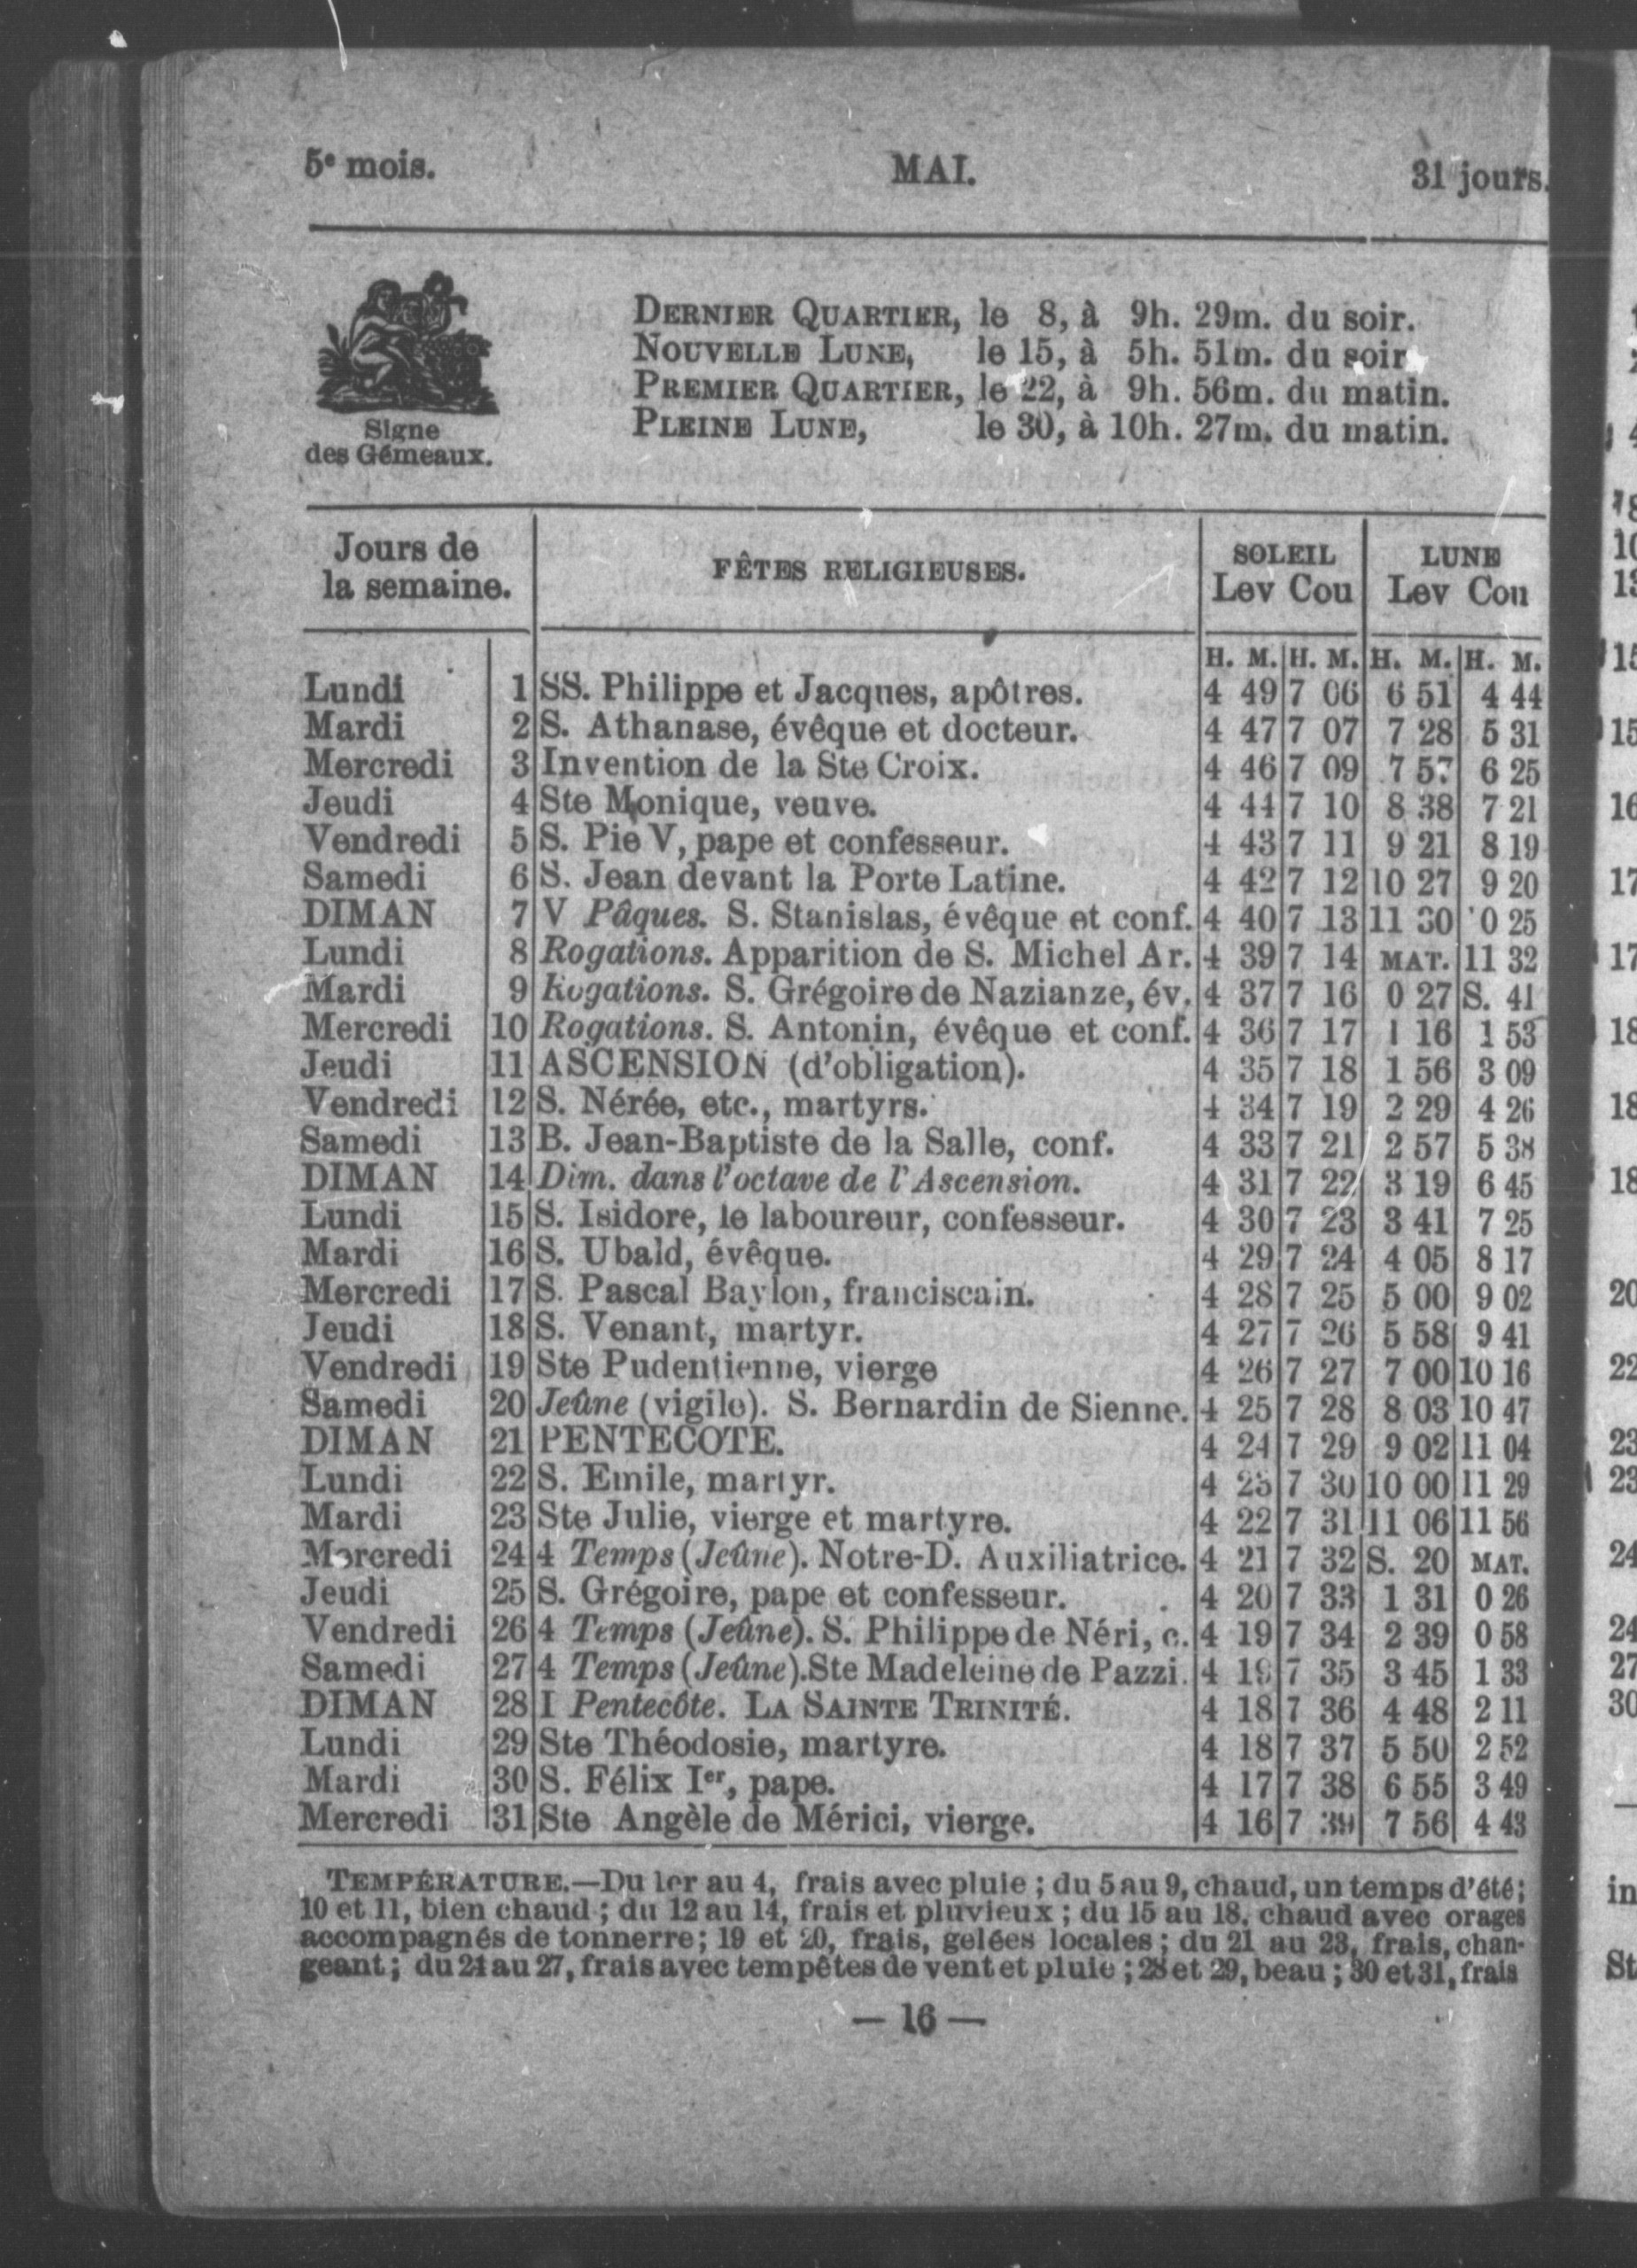 5e mois. MAI. 31 jours.
DERNIER QUARTIER, le 8, à 9h. 29m. du soir.
NOUVELLE LUNE, le 15, à 5h. 51m. du soir
PREMIER QUARTIER, le 22, à 9h. 56m. du matin.
PLEINE LUNE, le 30, à 10h. 27m. du matin.
Signe
des Gémeaux.
Jours de
la semaine.
FÊTES RELIGIEUSES.
SOLEIL LUNE
Lev Cou Lev Cou
H. M. H. M. H. M. H. M.
Lundi 1 SS. Philippe et Jacques, apôtres. 4 49 7 06 6 51 4 44
Mardi 2 S. Athanase, évêque et docteur. 4 47 7 07 7 28 5 31
Mercredi 3 Invention de la Ste Croix. 4 46 7 09 7 57 6 25
Jeudi 4 Ste Monique, veuve. 4 44 7 10 8 38 7 21
Vendredi 5 S. Pie V, pape et confesseur. 4 43 7 11 9 21 8 19
Samedi 6 S. Jean devant la Porte Latine. 4 42 7 12 10 27 9 20
DIMAN 7 V Pâques. S. Stanislas, évêque et conf. 4 40 7 13 11 30 0 25
Lundi 8 Rogations. Apparition de S. Michel Ar. 4 39 7 14 MAT. 11 32
Mardi 9 Rogations. S. Grégoire de Nazianze, év. 4 37 7 16 0 27 S. 41
Mercredi 10 Rogations. S. Antonin, évêque et conf. 4 36 7 17 1 16 1 53
Jeudi 11 ASCENSION (d'obligation). 4 35 7 18 1 56 3 09
Vendredi 12 S. Nérée, etc., martyrs. 4 34 7 19 2 29 4 26
Samedi 13 B. Jean-Baptiste de la Salle, conf. 4 33 7 21 2 57 5 38
DIMAN 14 Dim. dans l'octave de l'Ascension. 4 31 7 22 3 19 6 45
Lundi 15 S. Isidore, le laboureur, confesseur. 4 30 7 23 3 41 7 25
Mardi 16 S. Ubald, évêque. 4 29 7 24 4 05 8 17
Mercredi 17 S. Pascal Baylon, franciscain. 4 28 7 25 5 00 9 02
Jeudi 18 S. Venant, martyr. 4 27 7 26 5 58 9 41
Vendredi 19 Ste Pudentienne, vierge 4 26 7 27 7 00 10 16
Samedi 20 Jeûne (vigile). S. Bernardin de Sienne. 4 25 7 28 8 03 10 47
DIMAN 21 PENTECOTE. 4 24 7 29 9 02 11 04
Lundi 22 S. Emile, martyr. 4 23 7 30 10 00 11 29
Mardi 23 Ste Julie, vierge et martyre. 4 22 7 31 11 06 11 56
Mercredi 24 4 Temps (Jeûne). Notre-D. Auxiliatrice. 4 21 7 32 S. 20 MAT.
Jeudi 25 S. Grégoire, pape et confesseur. 4 20 7 33 1 31 0 26
Vendredi 26 4 Temps (Jeûne). S. Philippe de Néri, c. 4 19 7 34 2 39 0 58
Samedi 27 4 Temps (Jeûne). Ste Madeleine de Pazzi. 4 19 7 35 3 45 1 33
DIMAN 28 I Pentecôte. LA SAINTE TRINITÉ. 4 18 7 36 4 48 2 11
Lundi 29 Ste Théodosie, martyre. 4 18 7 37 5 50 2 52
Mardi 30 S. Félix Ier, pape. 4 17 7 38 6 55 3 49
Mercredi 31 Ste Angèle de Mérici, vierge. 4 16 7 39 7 56 4 43
TEMPÉRATURE.—Du 1er au 4, frais avec pluie ; du 5 au 9, chaud, un temps d'été ;
10 et 11, bien chaud ; du 12 au 14, frais et pluvieux ; du 15 au 18, chaud avec orages
accompagnés de tonnerre ; 19 et 20, frais, gelées locales ; du 21 au 23, frais, chan-
geant ; du 24 au 27, frais avec tempêtes de vent et pluie ; 28 et 29, beau ; 30 et 31, frais
— 16 —